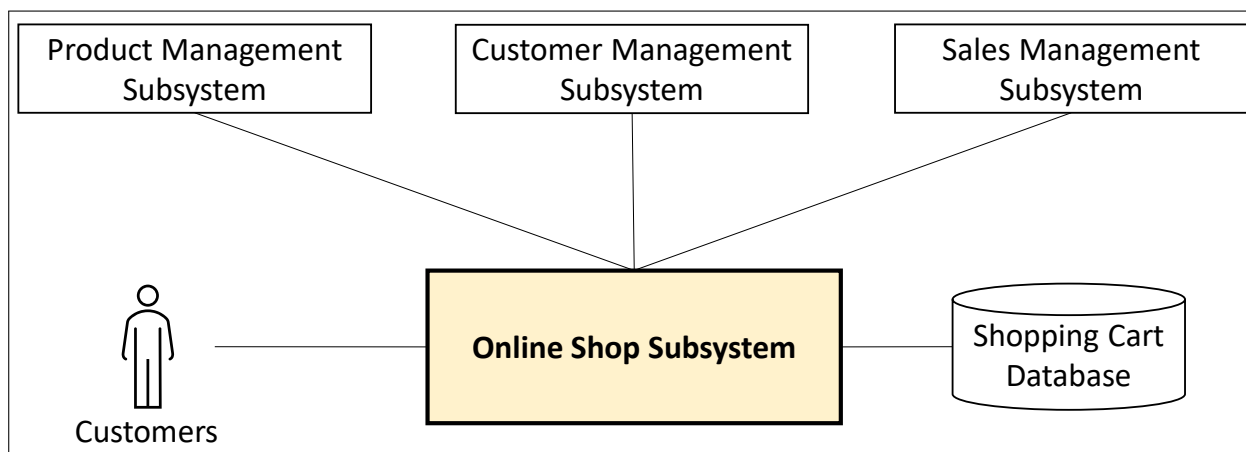 Product Management
Subsystem
Customer Management
Subsystem
Sales Management
Subsystem
Online Shop Subsystem
Shopping Cart
Database
Customers